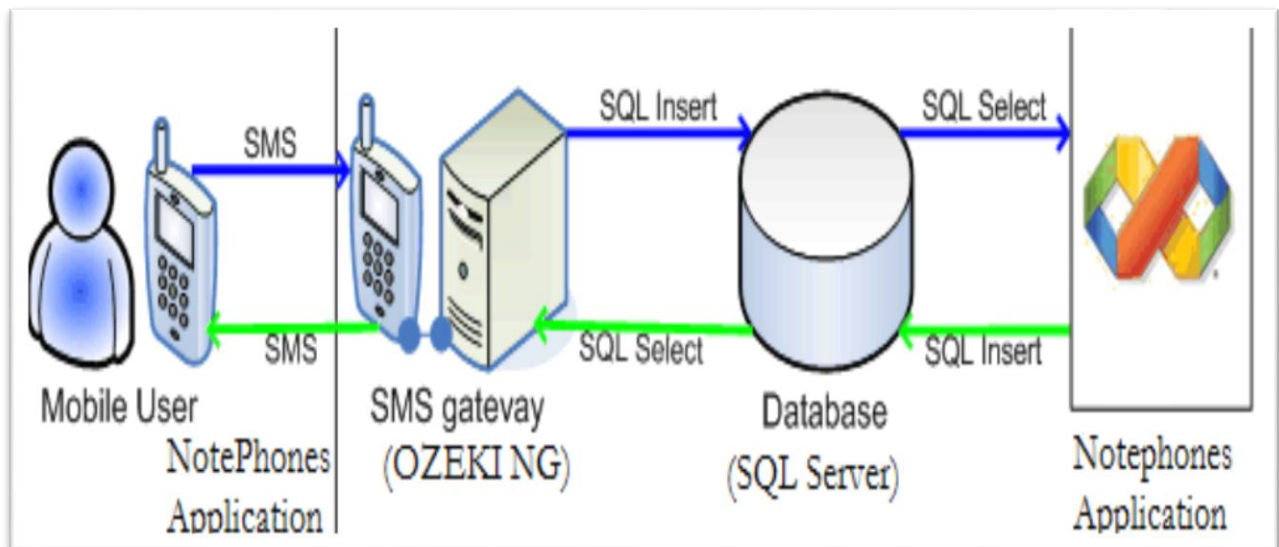 SMS
SQL Insert
SQL Select
SMS
SQL Select
SQL Insert
Mobile User
NotePhones
Application
SMS gatevay
(OZEKI NG)
Database
(SQL Server)
Notephones
Application